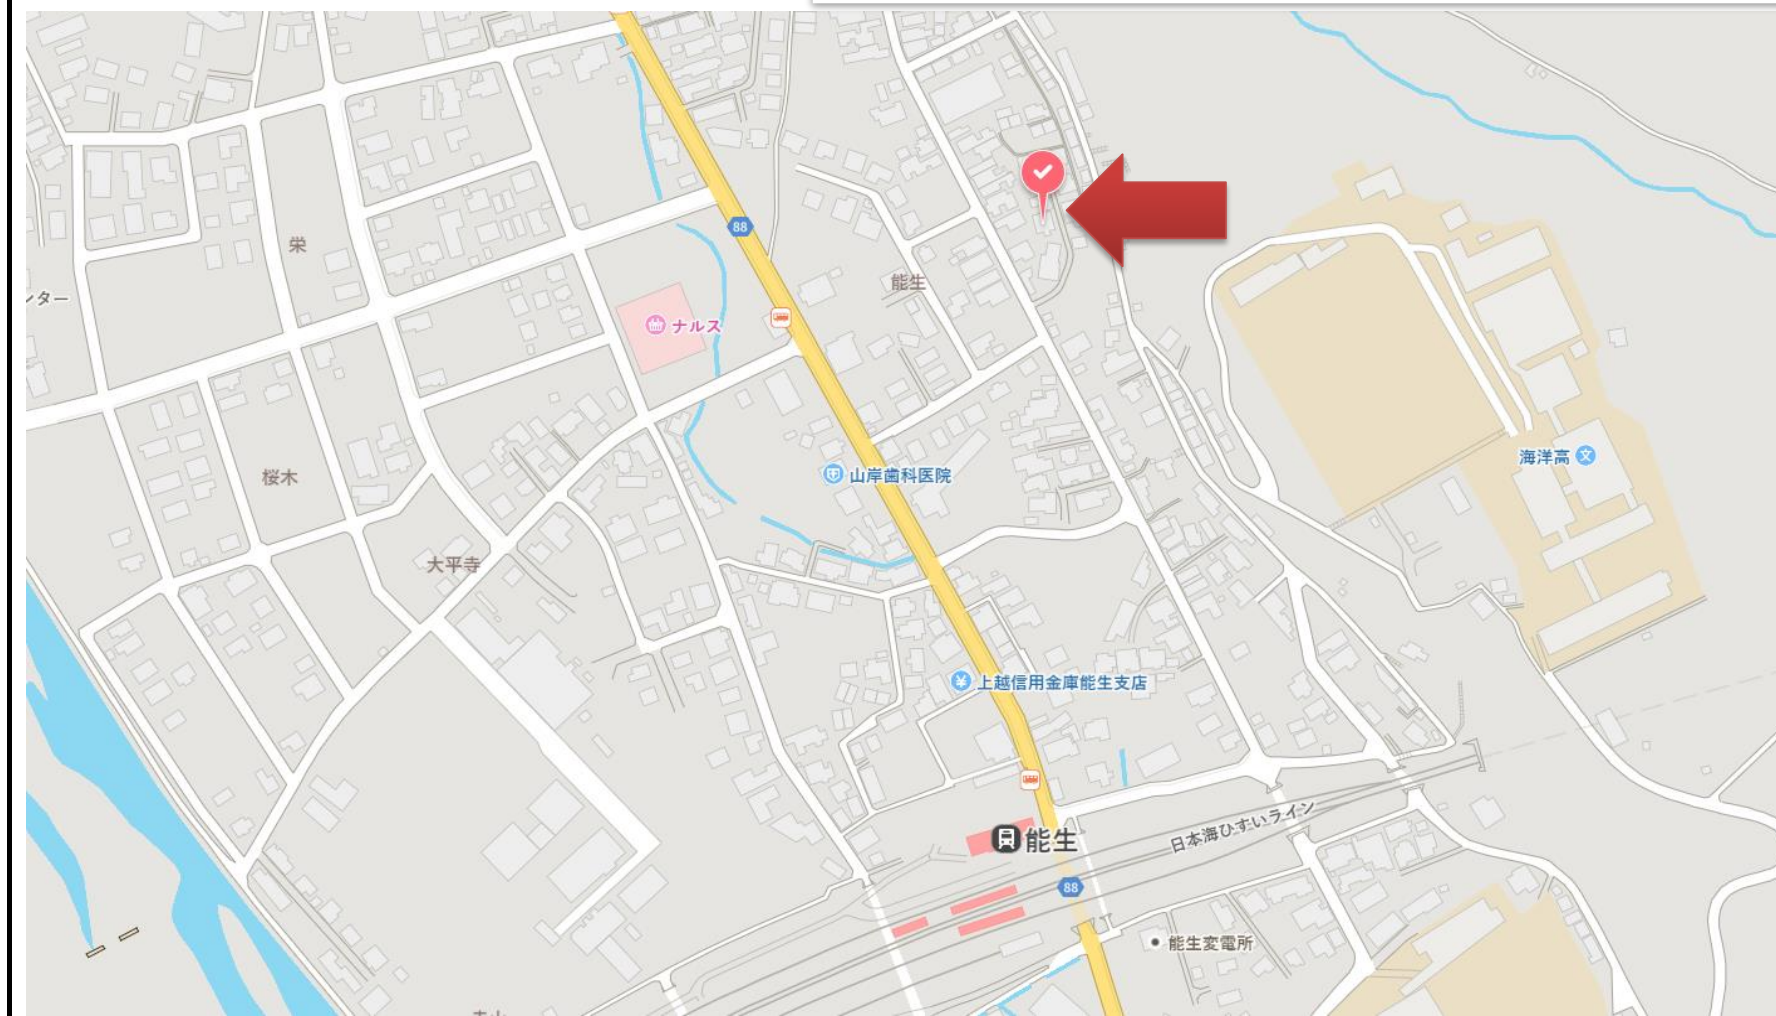 88
栄
能生
ンター
ナルス
海洋高
山岸歯科医院
桜木
大平寺
上越信用金庫能生支店
能生
日本海ひすいライン
88
能生変電所